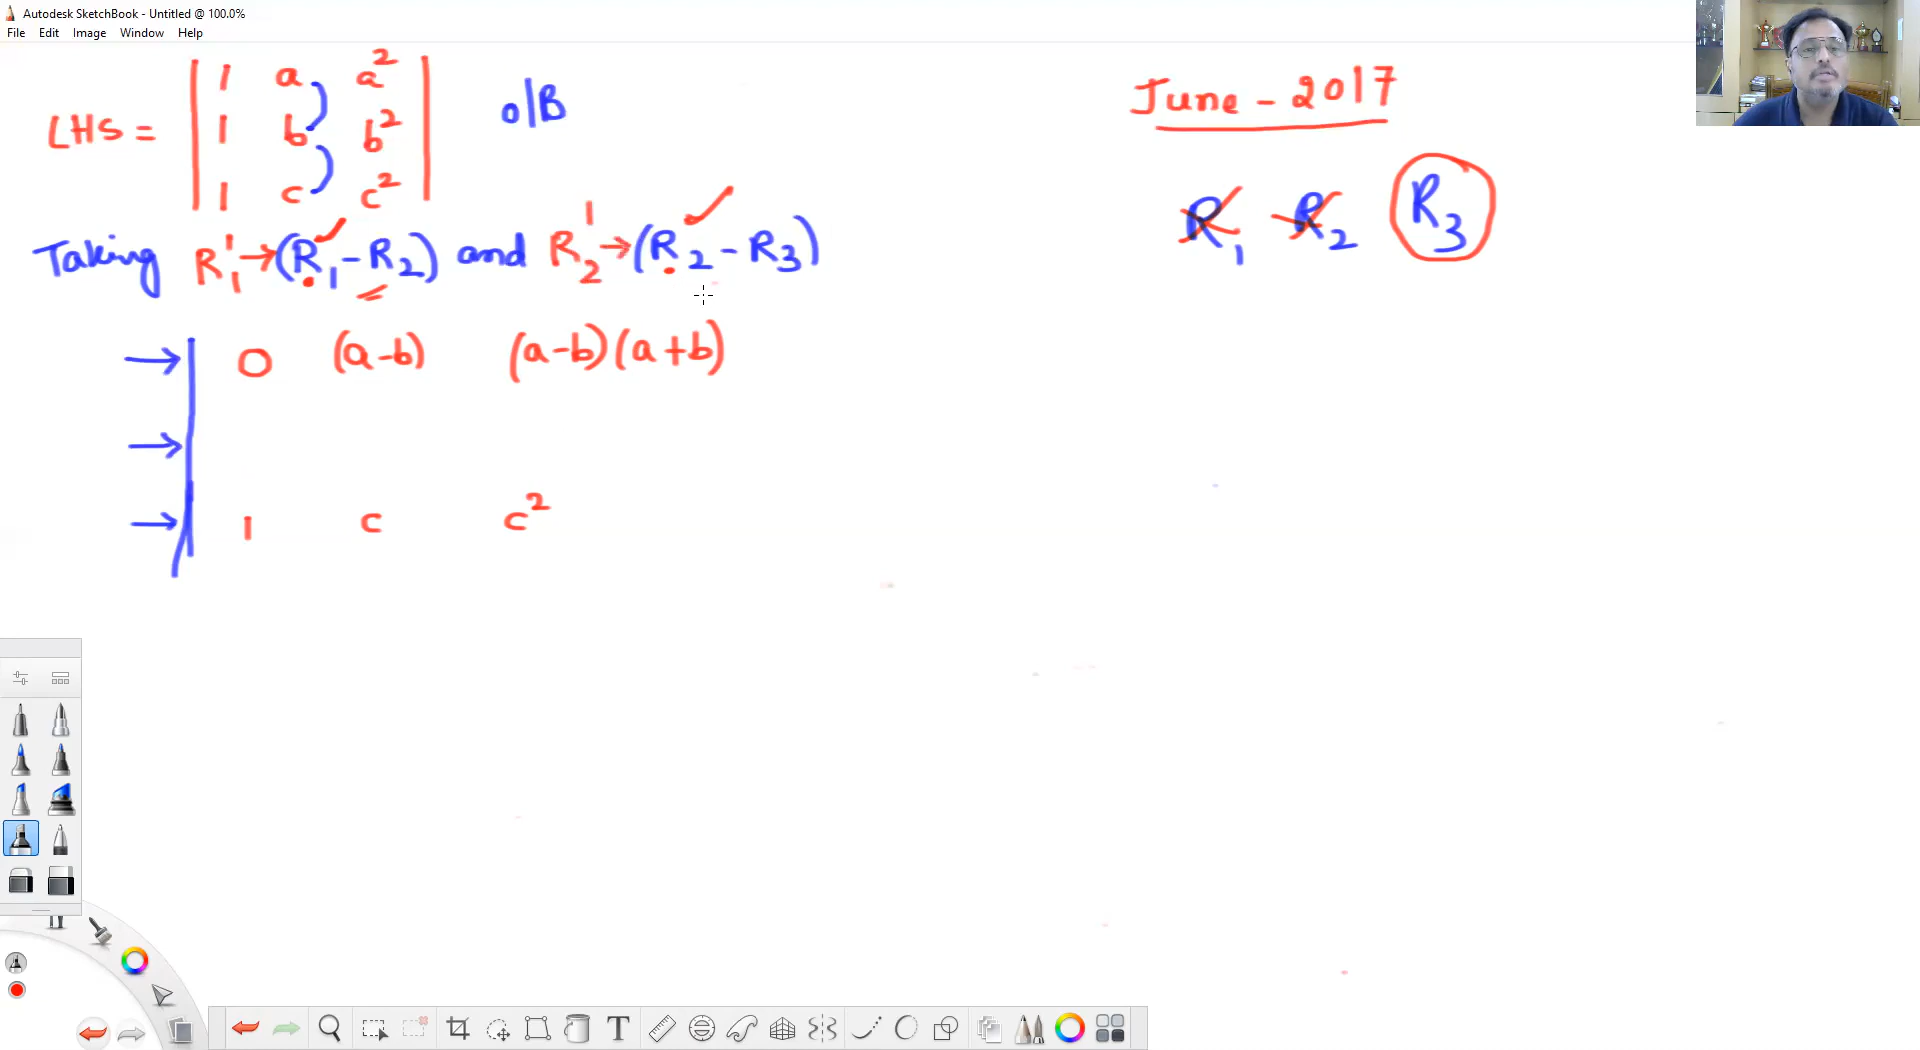 Autodesk SketchBook - Untitled @ 100.0%
File Edit Image Window Help
LHS = | 1 a a² |
| 1 b b² |
| 1 c c² |
o|B
June - 2017
R₁ R₂ R₃
Taking R₁' → (R₁ - R₂) and R₂' → (R₂ - R₃)
→ | 0 (a-b) (a-b)(a+b)
→ |
→ | 1 c c²
T